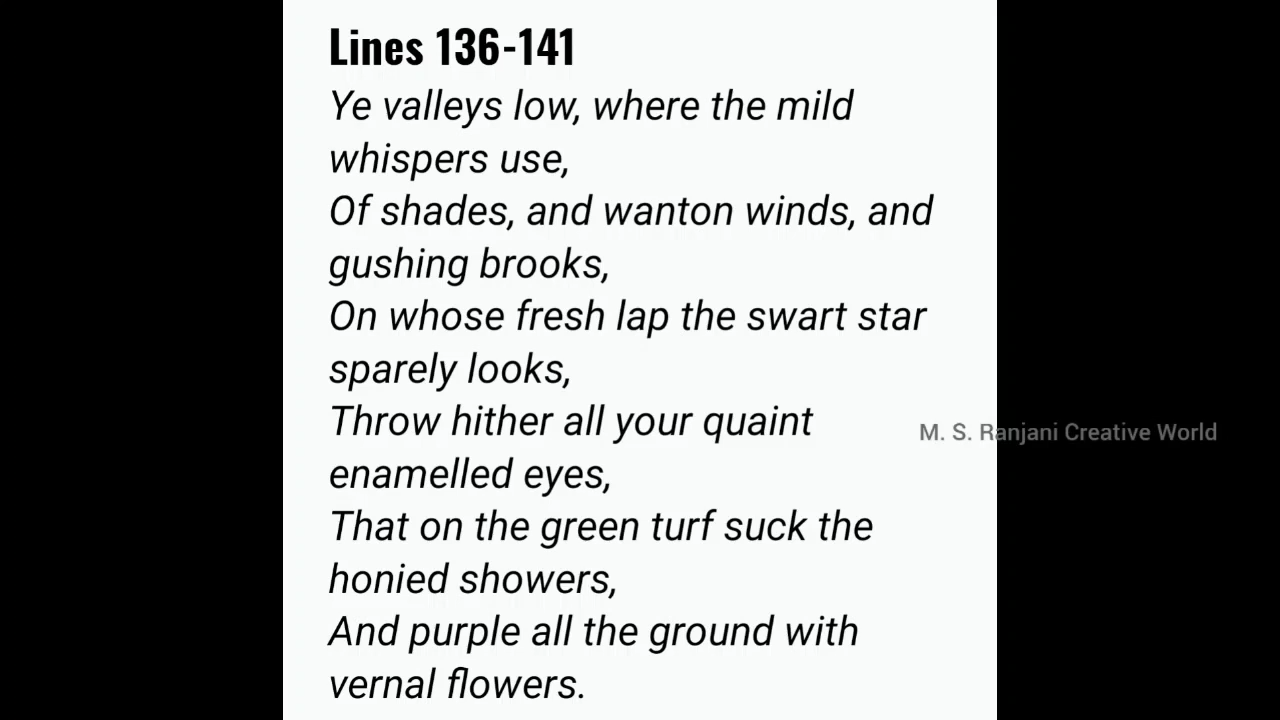 Lines 136-141
Ye valleys low, where the mild
whispers use,
Of shades, and wanton winds, and
gushing brooks,
On whose fresh lap the swart star
sparely looks,
Throw hither all your quaint
enamelled eyes,
That on the green turf suck the
honied showers,
And purple all the ground with
vernal flowers.
M. S. Ranjani Creative World